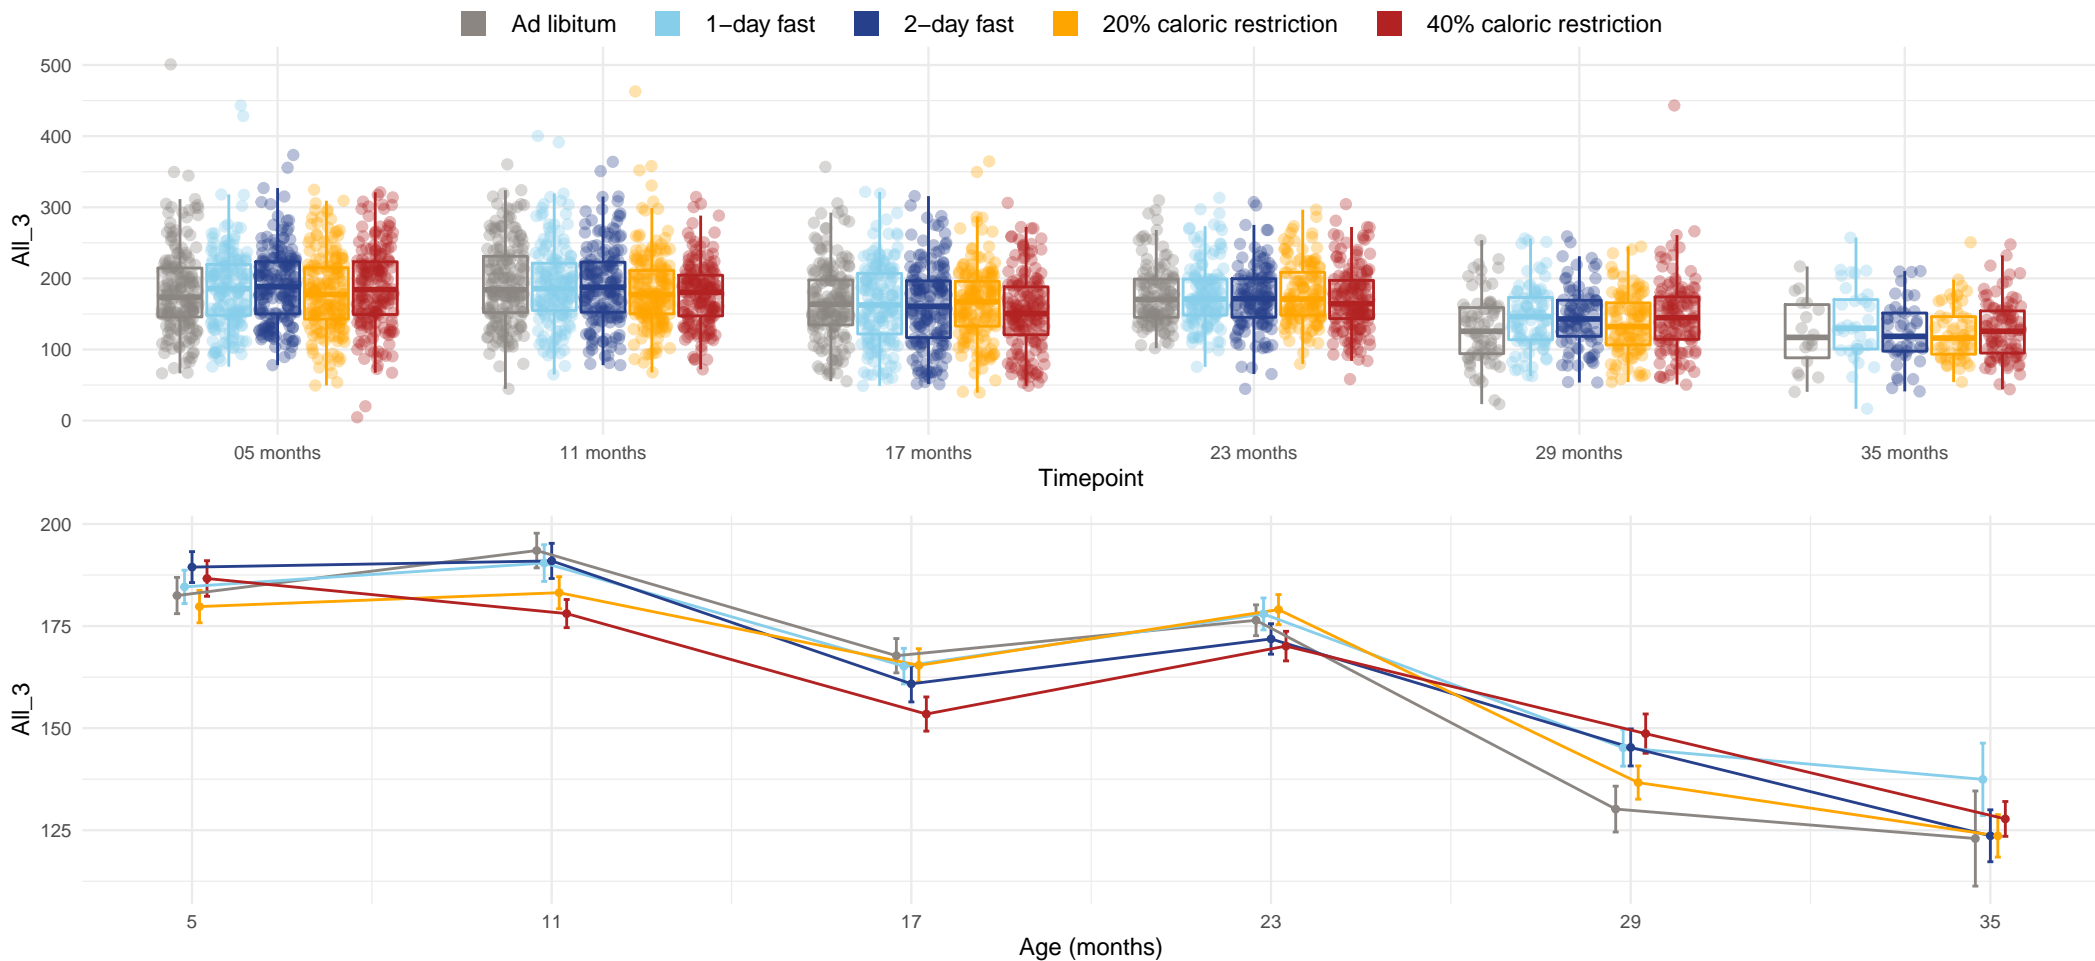 Ad libitum 1−day fast 2−day fast 20% caloric restriction 40% caloric restriction
500
400
300
200
100
0
All_3
05 months 11 months 17 months 23 months 29 months 35 months
Timepoint
200
175
150
125
All_3
5 11 17 23 29 35
Age (months)